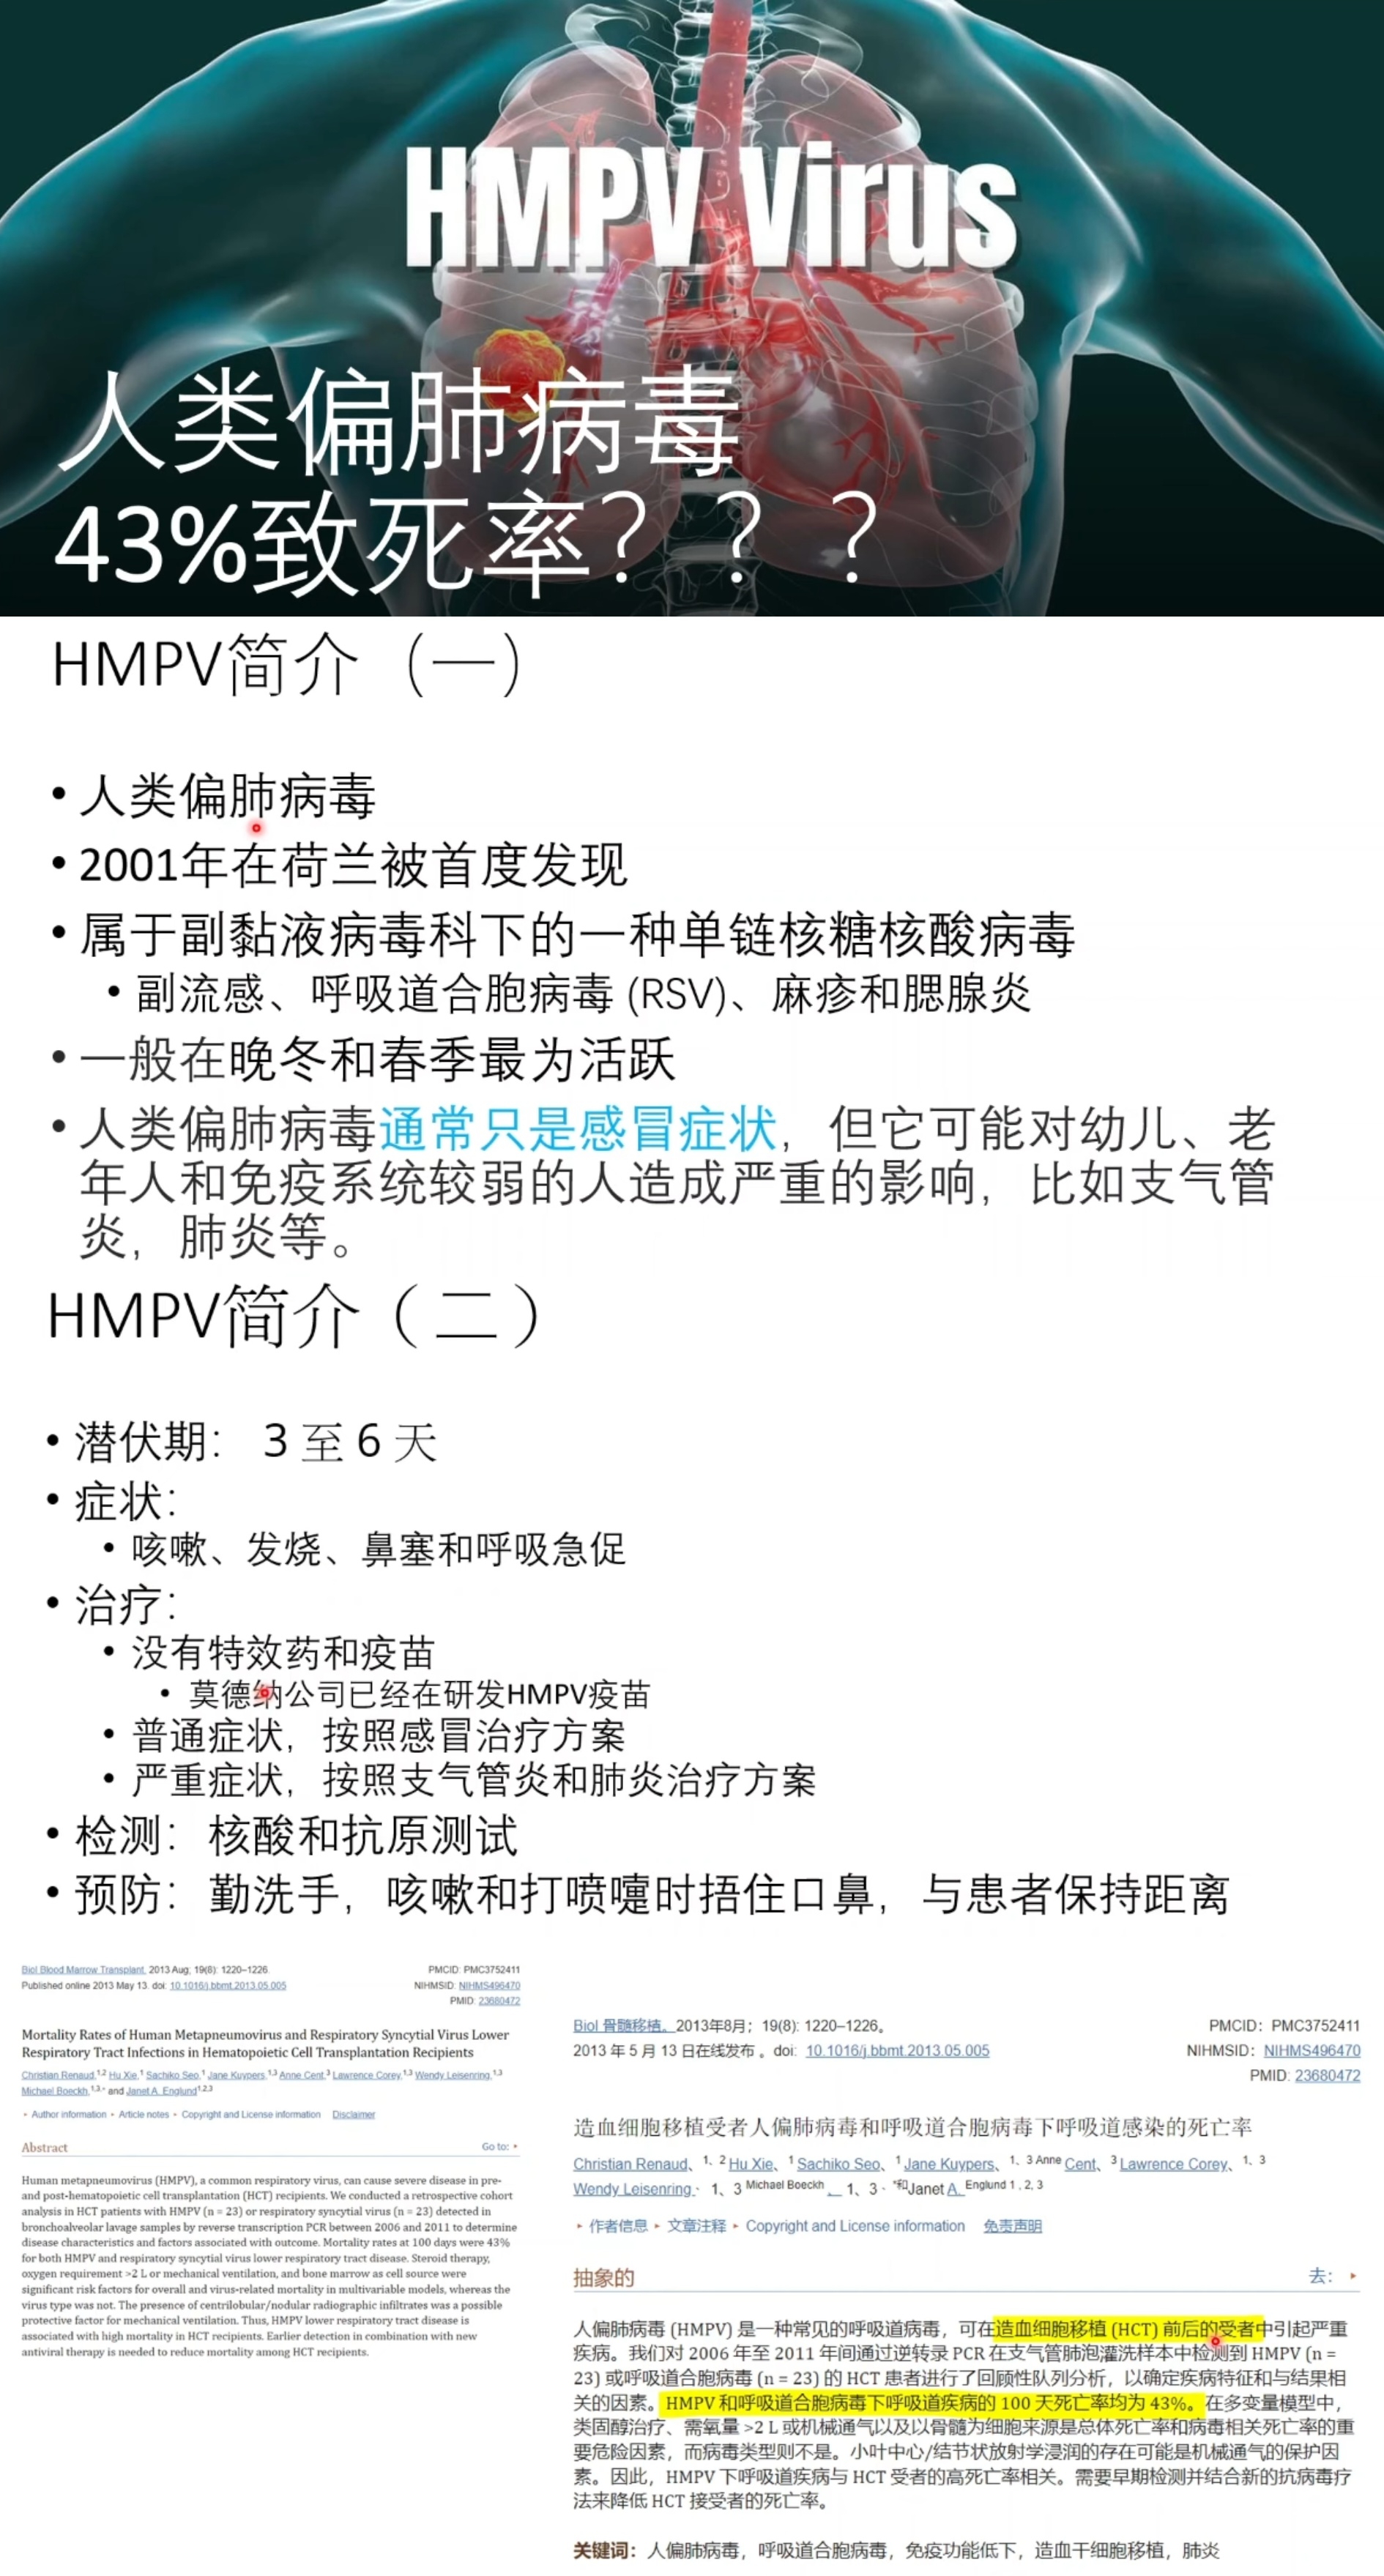 HMPV Virus
人类偏肺病毒
43%致死率？？？
HMPV简介（一）
• 人类偏肺病毒
• 2001年在荷兰被首度发现
• 属于副黏液病毒科下的一种单链核糖核酸病毒
• 副流感、呼吸道合胞病毒 (RSV)、麻疹和腮腺炎
• 一般在晚冬和春季最为活跃
• 人类偏肺病毒通常只是感冒症状，但它可能对幼儿、老
年人和免疫系统较弱的人造成严重的影响，比如支气管
炎，肺炎等。
HMPV简介（二）
• 潜伏期： 3 至 6 天
• 症状：
• 咳嗽、发烧、鼻塞和呼吸急促
• 治疗：
• 没有特效药和疫苗
• 莫德纳公司已经在研发HMPV疫苗
• 普通症状，按照感冒治疗方案
• 严重症状，按照支气管炎和肺炎治疗方案
• 检测：核酸和抗原测试
• 预防：勤洗手，咳嗽和打喷嚏时捂住口鼻，与患者保持距离
Biol Blood Marrow Transplant. 2013 Aug; 19(8): 1220–1226.
Published online 2013 May 13. doi: 10.1016/j.bbmt.2013.05.005
PMCID: PMC3752411
NIHMSID: NIHMS496470
PMID: 23680472
Mortality Rates of Human Metapneumovirus and Respiratory Syncytial Virus Lower
Respiratory Tract Infections in Hematopoietic Cell Transplantation Recipients
Christian Renaud,1,2 Hu Xie,1 Sachiko Seo,1 Jane Kuypers,1,3 Anne Cent,3 Lawrence Corey,1,3 Wendy Leisenring,1,3
Michael Boeckh,1,3,* and Janet A. Englund1,2,3
▸ Author information ▸ Article notes ▸ Copyright and License information Disclaimer
Abstract
Go to: ▸
Human metapneumovirus (HMPV), a common respiratory virus, can cause severe disease in pre-
and post-hematopoietic cell transplantation (HCT) recipients. We conducted a retrospective cohort
analysis in HCT patients with HMPV (n = 23) or respiratory syncytial virus (n = 23) detected in
bronchoalveolar lavage samples by reverse transcription PCR between 2006 and 2011 to determine
disease characteristics and factors associated with outcome. Mortality rates at 100 days were 43%
for both HMPV and respiratory syncytial virus lower respiratory tract disease. Steroid therapy,
oxygen requirement >2 L or mechanical ventilation, and bone marrow as cell source were
significant risk factors for overall and virus-related mortality in multivariable models, whereas the
virus type was not. The presence of centrilobular/nodular radiographic infiltrates was a possible
protective factor for mechanical ventilation. Thus, HMPV lower respiratory tract disease is
associated with high mortality in HCT recipients. Earlier detection in combination with new
antiviral therapy is needed to reduce mortality among HCT recipients.
Biol 骨髓移植。2013年8月；19(8): 1220–1226。
2013 年 5 月 13 日在线发布 。doi: 10.1016/j.bbmt.2013.05.005
PMCID：PMC3752411
NIHMSID：NIHMS496470
PMID: 23680472
造血细胞移植受者人偏肺病毒和呼吸道合胞病毒下呼吸道感染的死亡率
Christian Renaud、1、2 Hu Xie、1 Sachiko Seo、1 Jane Kuypers、1、3 Anne Cent、3 Lawrence Corey、1、3
Wendy Leisenring、1、3 Michael Boeckh 、1、3、*和Janet A. Englund 1 , 2, 3
▸ 作者信息 ▸ 文章注释 ▸ Copyright and License information 免责声明
抽象的
去： ▸
人偏肺病毒 (HMPV) 是一种常见的呼吸道病毒，可在造血细胞移植 (HCT) 前后的受者中引起严重
疾病。我们对 2006 年至 2011 年间通过逆转录 PCR 在支气管肺泡灌洗样本中检测到 HMPV (n =
23) 或呼吸道合胞病毒 (n = 23) 的 HCT 患者进行了回顾性队列分析，以确定疾病特征和与结果相
关的因素。HMPV 和呼吸道合胞病毒下呼吸道疾病的 100 天死亡率均为 43%。在多变量模型中，
类固醇治疗、需氧量 >2 L 或机械通气以及以骨髓为细胞来源是总体死亡率和病毒相关死亡率的重
要危险因素，而病毒类型则不是。小叶中心/结节状放射学浸润的存在可能是机械通气的保护因
素。因此，HMPV 下呼吸道疾病与 HCT 受者的高死亡率相关。需要早期检测并结合新的抗病毒疗
法来降低 HCT 接受者的死亡率。
关键词：人偏肺病毒，呼吸道合胞病毒，免疫功能低下，造血干细胞移植，肺炎